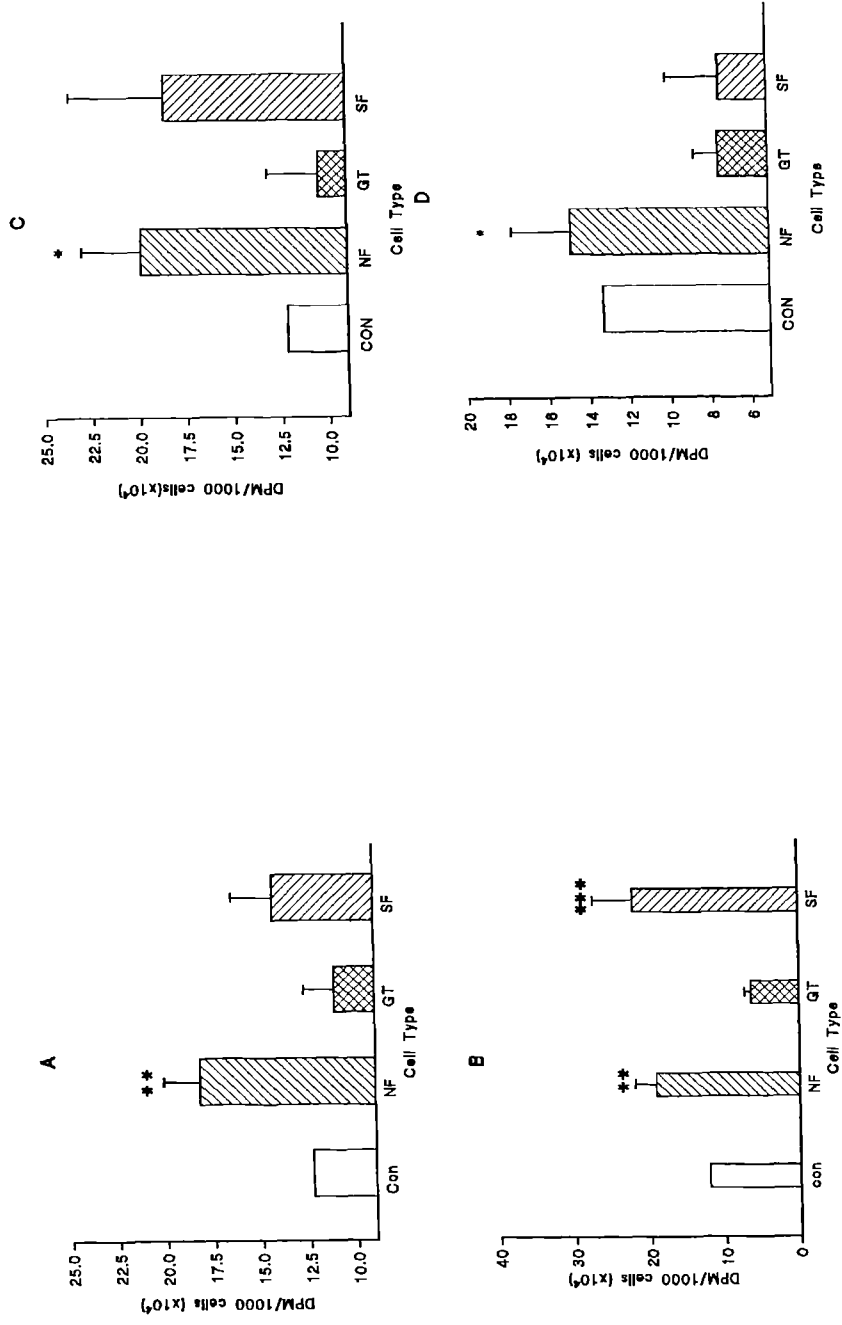 A
DPM/1000 cells (x10⁴)
25.0
22.5
20.0
17.5
15.0
12.5
10.0
**
Con NF GT SF
Cell Type
B
DPM/1000 cells (x10⁴)
40
30
20
10
0
** ***
con NF GT SF
Cell Type
C
DPM/1000 cells(x10⁴)
25.0
22.5
20.0
17.5
15.0
12.5
10.0
*
CON NF GT SF
Cell Type
D
DPM/1000 cells (x10⁴)
20
18
16
14
12
10
8
6
*
CON NF GT SF
Cell Type